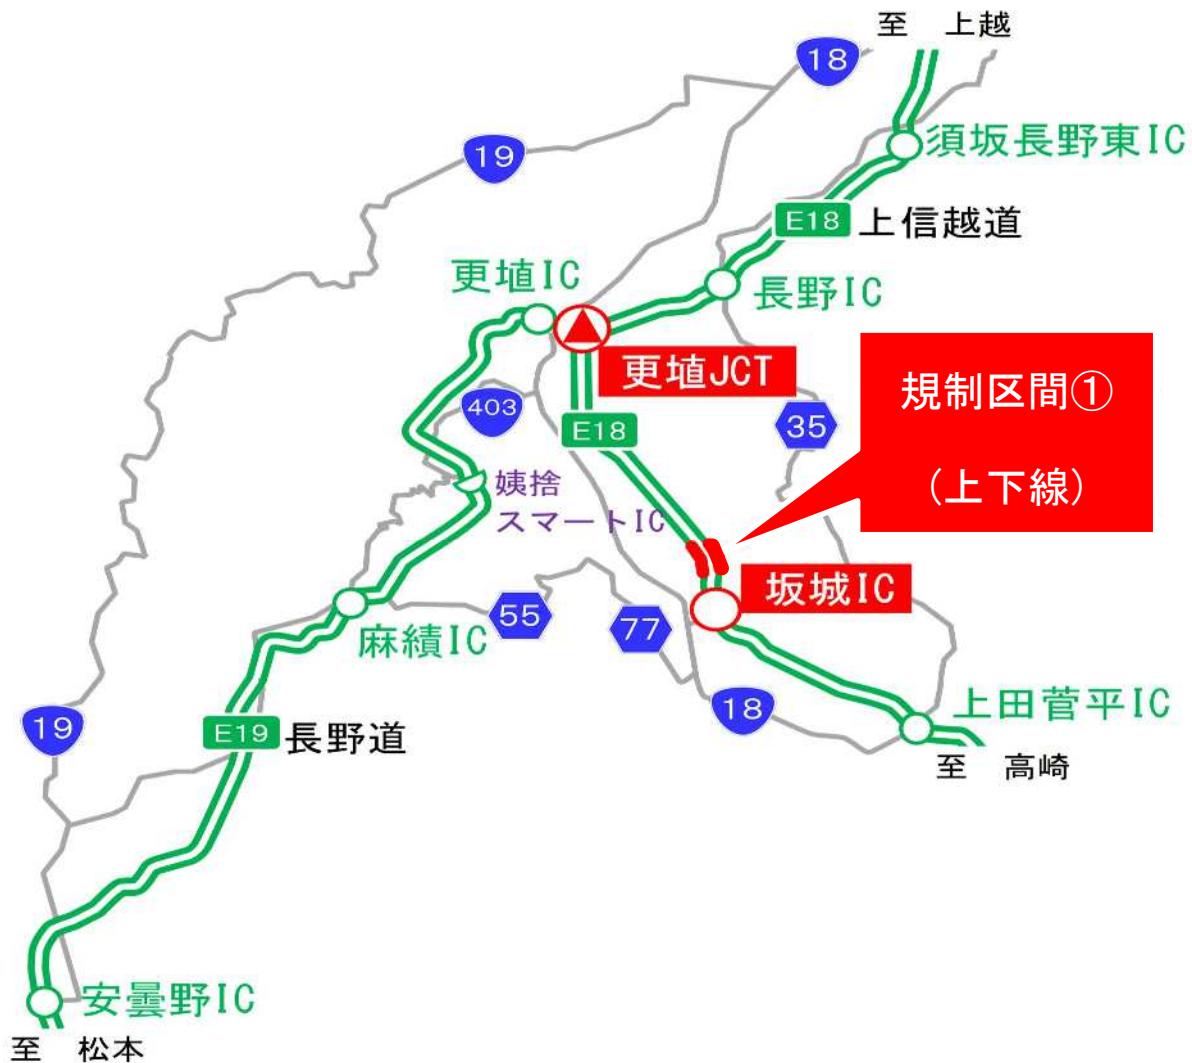 至 上越
18
須坂長野東IC
19
E18 上信越道
更埴IC
長野IC
更埴JCT
規制区間①
(上下線)
403
E18
35
姨捨
スマートIC
坂城IC
55
77
麻績IC
上田菅平IC
18
19
E19 長野道
至 高崎
安曇野IC
至 松本